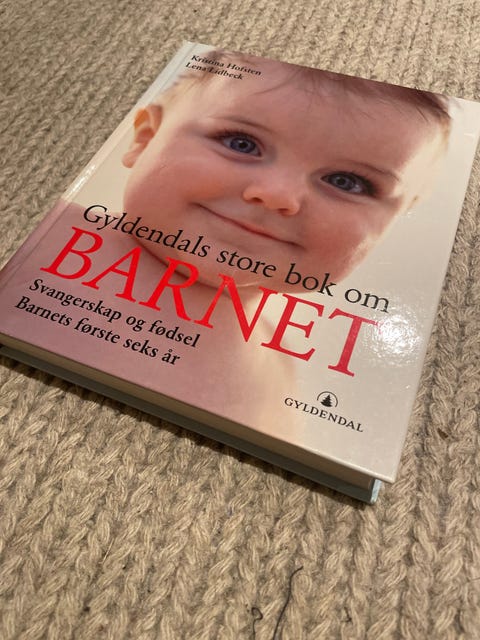 Kristina Hofsten
Lena Lidbeck
Gyldendals store bok om
BARNET
Svangerskap og fødsel
Barnets første seks år
GYLDENDAL